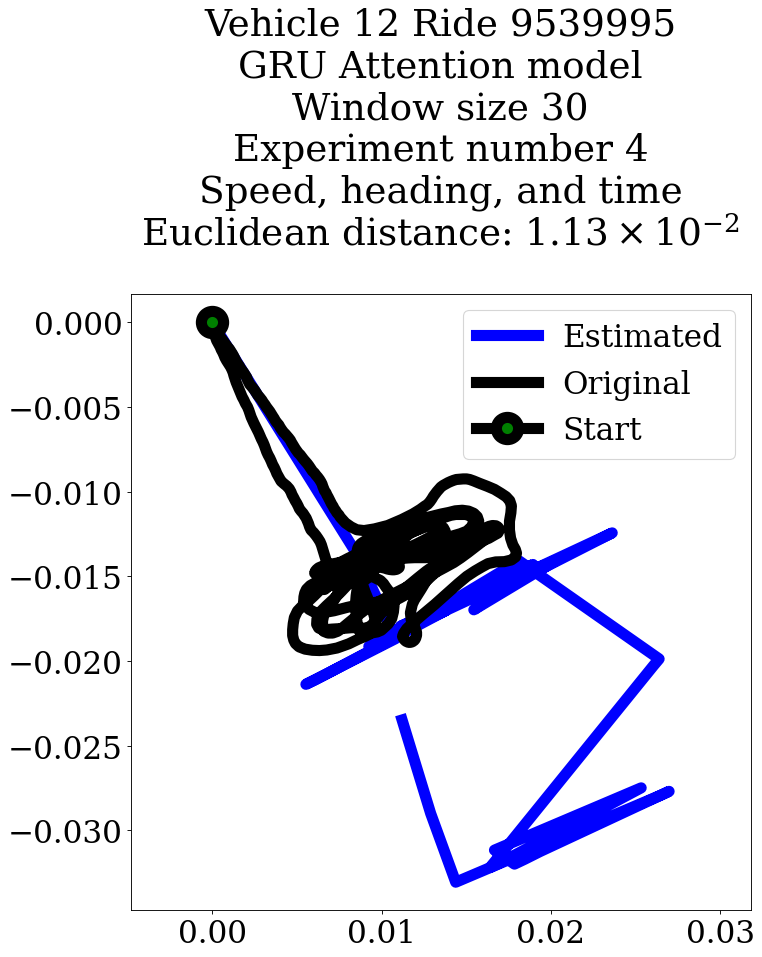 Vehicle 12 Ride 9539995
GRU Attention model
Window size 30
Experiment number 4
Speed, heading, and time
Euclidean distance: 1.13 × 10⁻²
Estimated
Original
Start
0.000
−0.005
−0.010
−0.015
−0.020
−0.025
−0.030
0.00 0.01 0.02 0.03